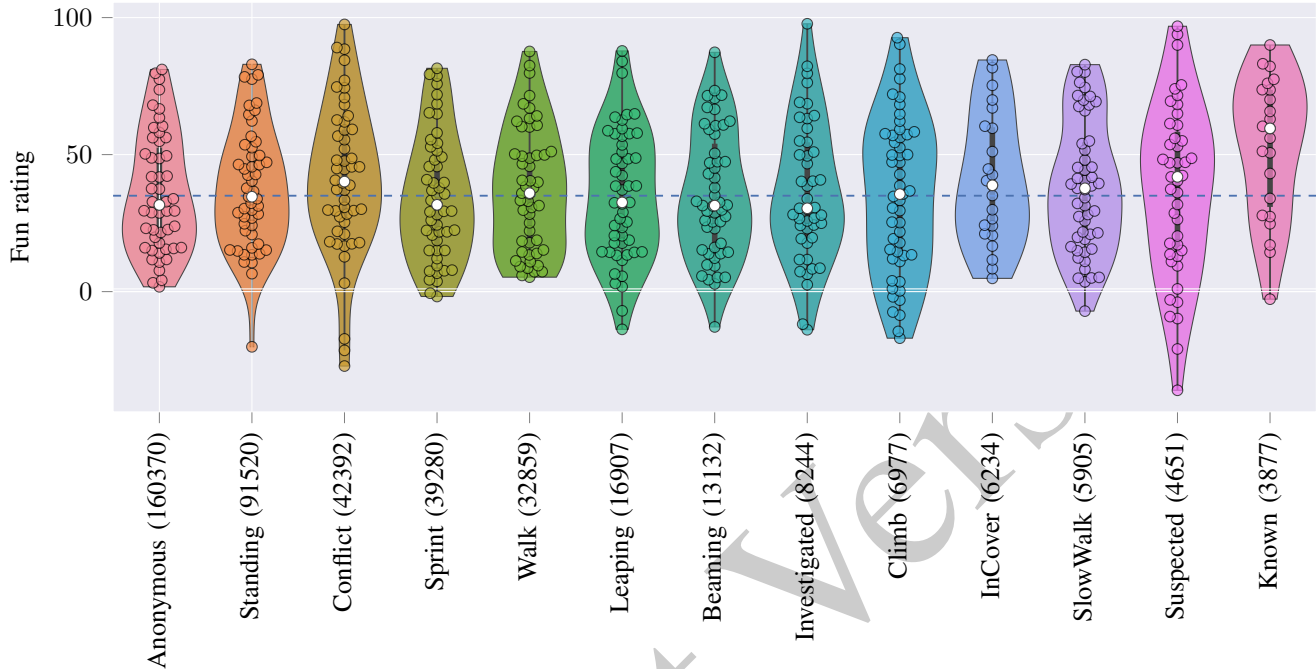 Fun rating
100
50
0
Anonymous (160370)
Standing (91520)
Conflict (42392)
Sprint (39280)
Walk (32859)
Leaping (16907)
Beaming (13132)
Investigated (8244)
Climb (6977)
InCover (6234)
SlowWalk (5905)
Suspected (4651)
Known (3877)